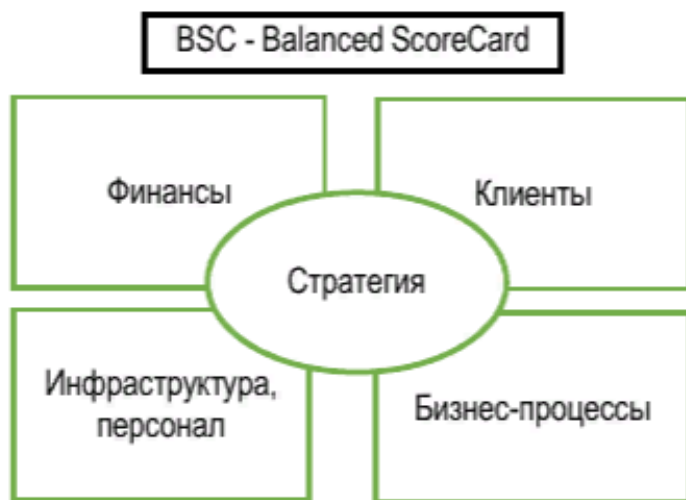 BSC - Balanced ScoreCard
Финансы
Клиенты
Стратегия
Инфраструктура,
персонал
Бизнес-процессы